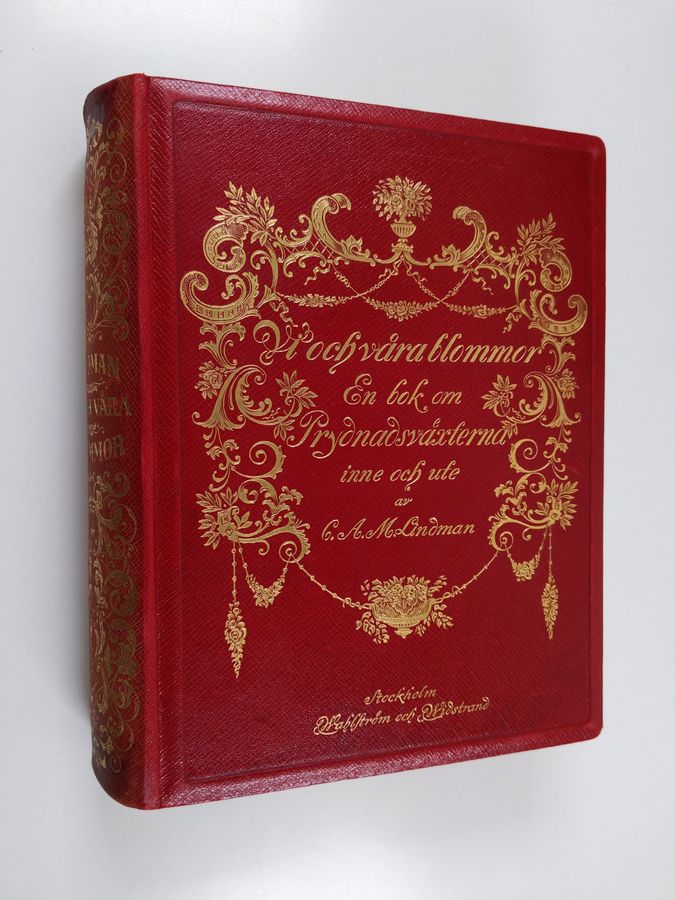 Vi och våra blommor
En bok om
Prydnadsväxterna
inne och ute
av
C. A. M. Lindman
Stockholm
Wahlström och Widstrand